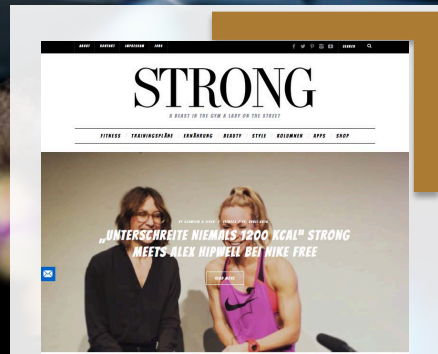 ABOUT KONTAKT IMPRESSUM JOBS SEARCH
STRONG
A BEAST IN THE GYM A LADY ON THE STREET
FITNESS TRAININGSPLÄNE ERNÄHRUNG BEAUTY STYLE KOLUMNEN APPS SHOP
„UNTERSCHREITE NIEMALS 1200 KCAL" STRONG
MEETS ALEX HIPWELL BEI NIKE FREE
READ MORE